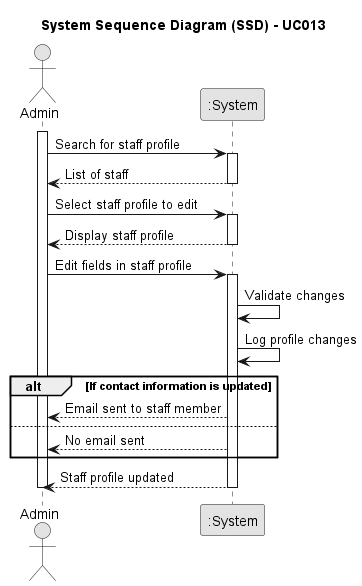 System Sequence Diagram (SSD) - UC013
Admin
:System
Search for staff profile
List of staff
Select staff profile to edit
Display staff profile
Edit fields in staff profile
Validate changes
Log profile changes
alt [If contact information is updated]
Email sent to staff member
No email sent
Staff profile updated
Admin
:System